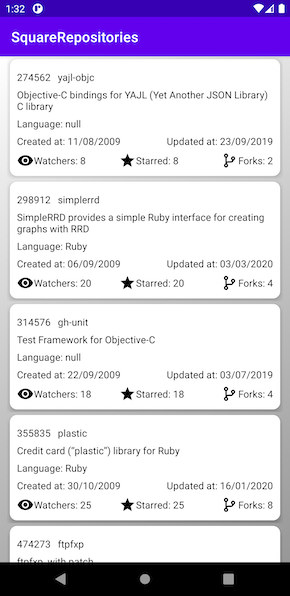 1:32
SquareRepositories
274562 yajl-objc
Objective-C bindings for YAJL (Yet Another JSON Library)
C library
Language: null
Created at: 11/08/2009 Updated at: 23/09/2019
Watchers: 8 Starred: 8 Forks: 2
298912 simplerrd
SimpleRRD provides a simple Ruby interface for creating
graphs with RRD
Language: Ruby
Created at: 06/09/2009 Updated at: 03/03/2020
Watchers: 20 Starred: 20 Forks: 4
314576 gh-unit
Test Framework for Objective-C
Language: null
Created at: 22/09/2009 Updated at: 03/07/2019
Watchers: 18 Starred: 18 Forks: 4
355835 plastic
Credit card ("plastic") library for Ruby
Language: Ruby
Created at: 30/10/2009 Updated at: 16/01/2020
Watchers: 25 Starred: 25 Forks: 8
474273 ftpfxp
ftpfxp, with patch